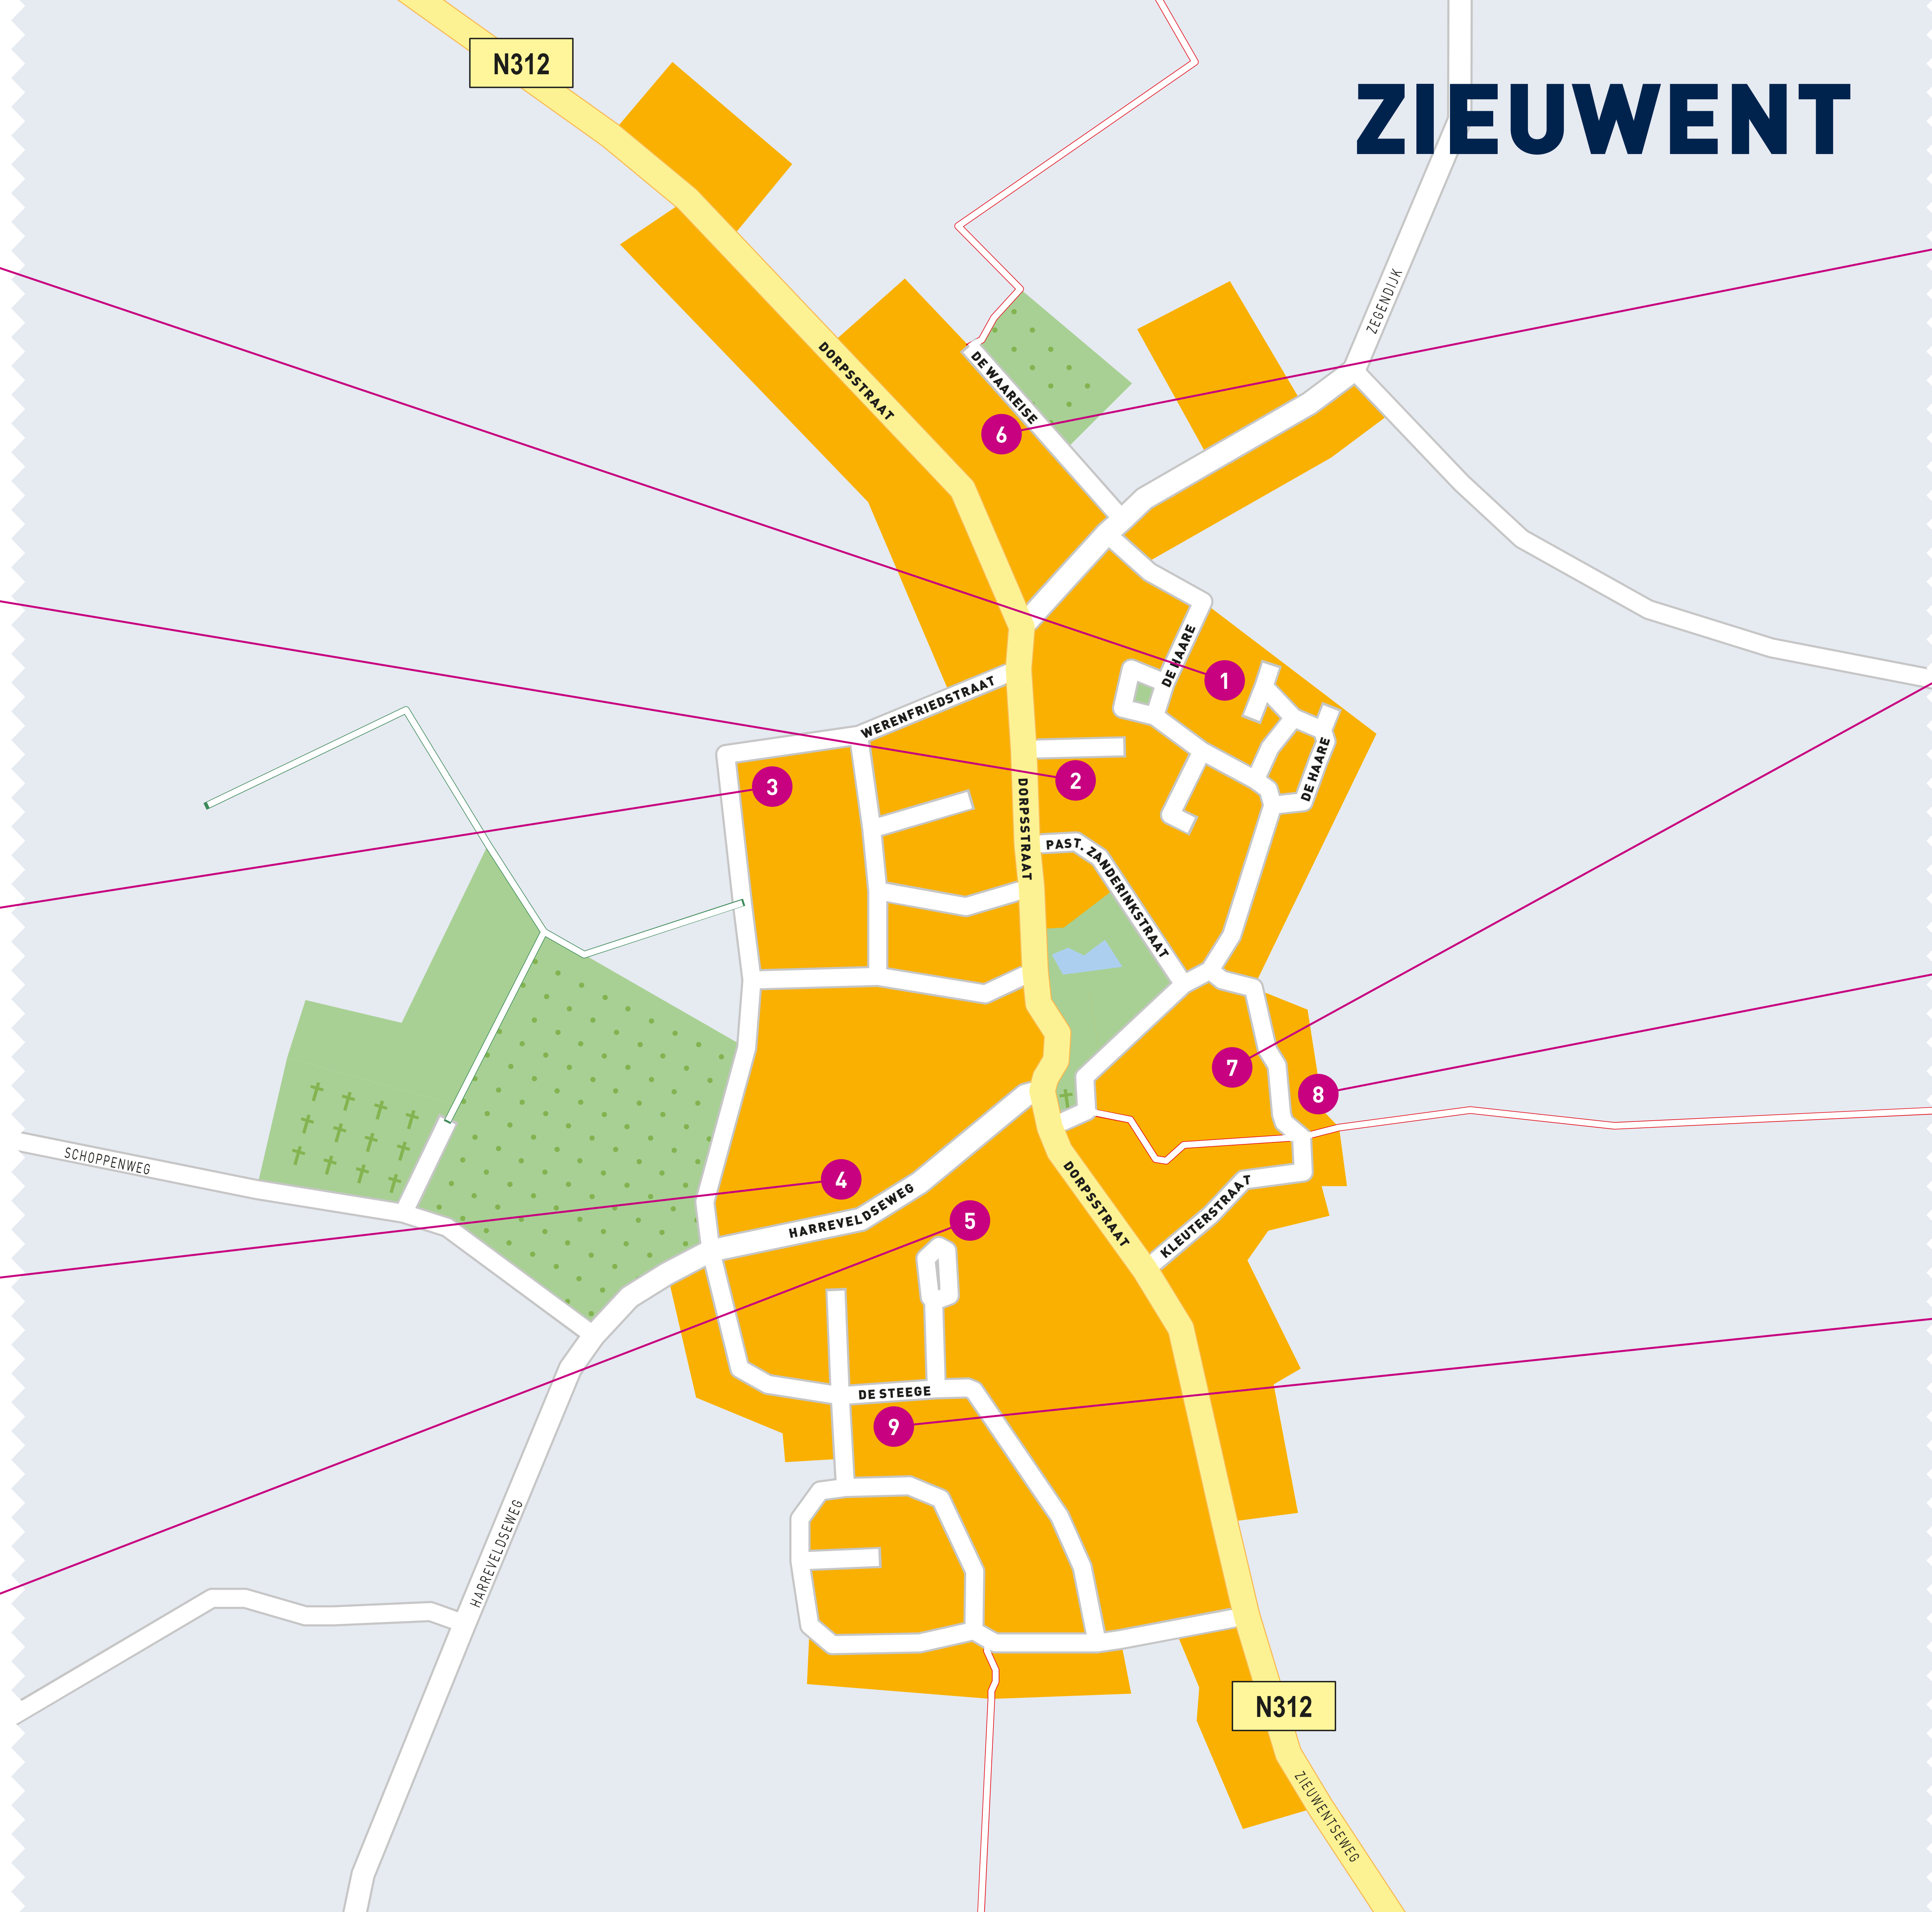 N312
ZIEUWENT
ZEGENDIJK
DORPSSTRAAT
DE WAAREISE
6
DE HAARE
1
WERENFRIEDSTRAAT
DE HAARE
2
3
DORPSSTRAAT
PAST. ZANDERINKSTRAAT
7
8
SCHOPPENWEG
4
HARREVELDSEWEG
DORPSSTRAAT
KLEUTERSTRAAT
5
DE STEEGE
9
HARREVELDSEWEG
N312
ZIEUWENTSEWEG